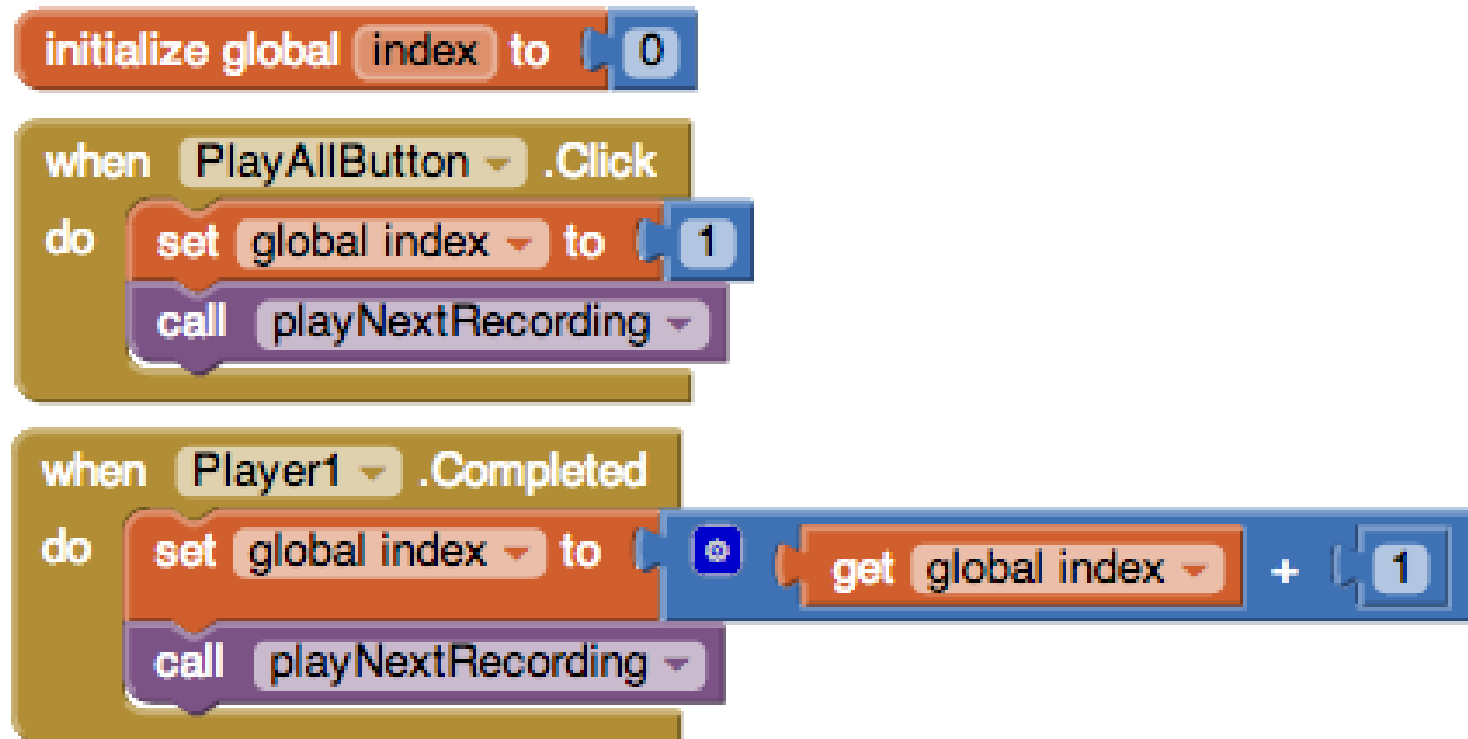 initialize global index to 0
when PlayAllButton .Click
do set global index to 1
call playNextRecording
when Player1 .Completed
do set global index to get global index + 1
call playNextRecording